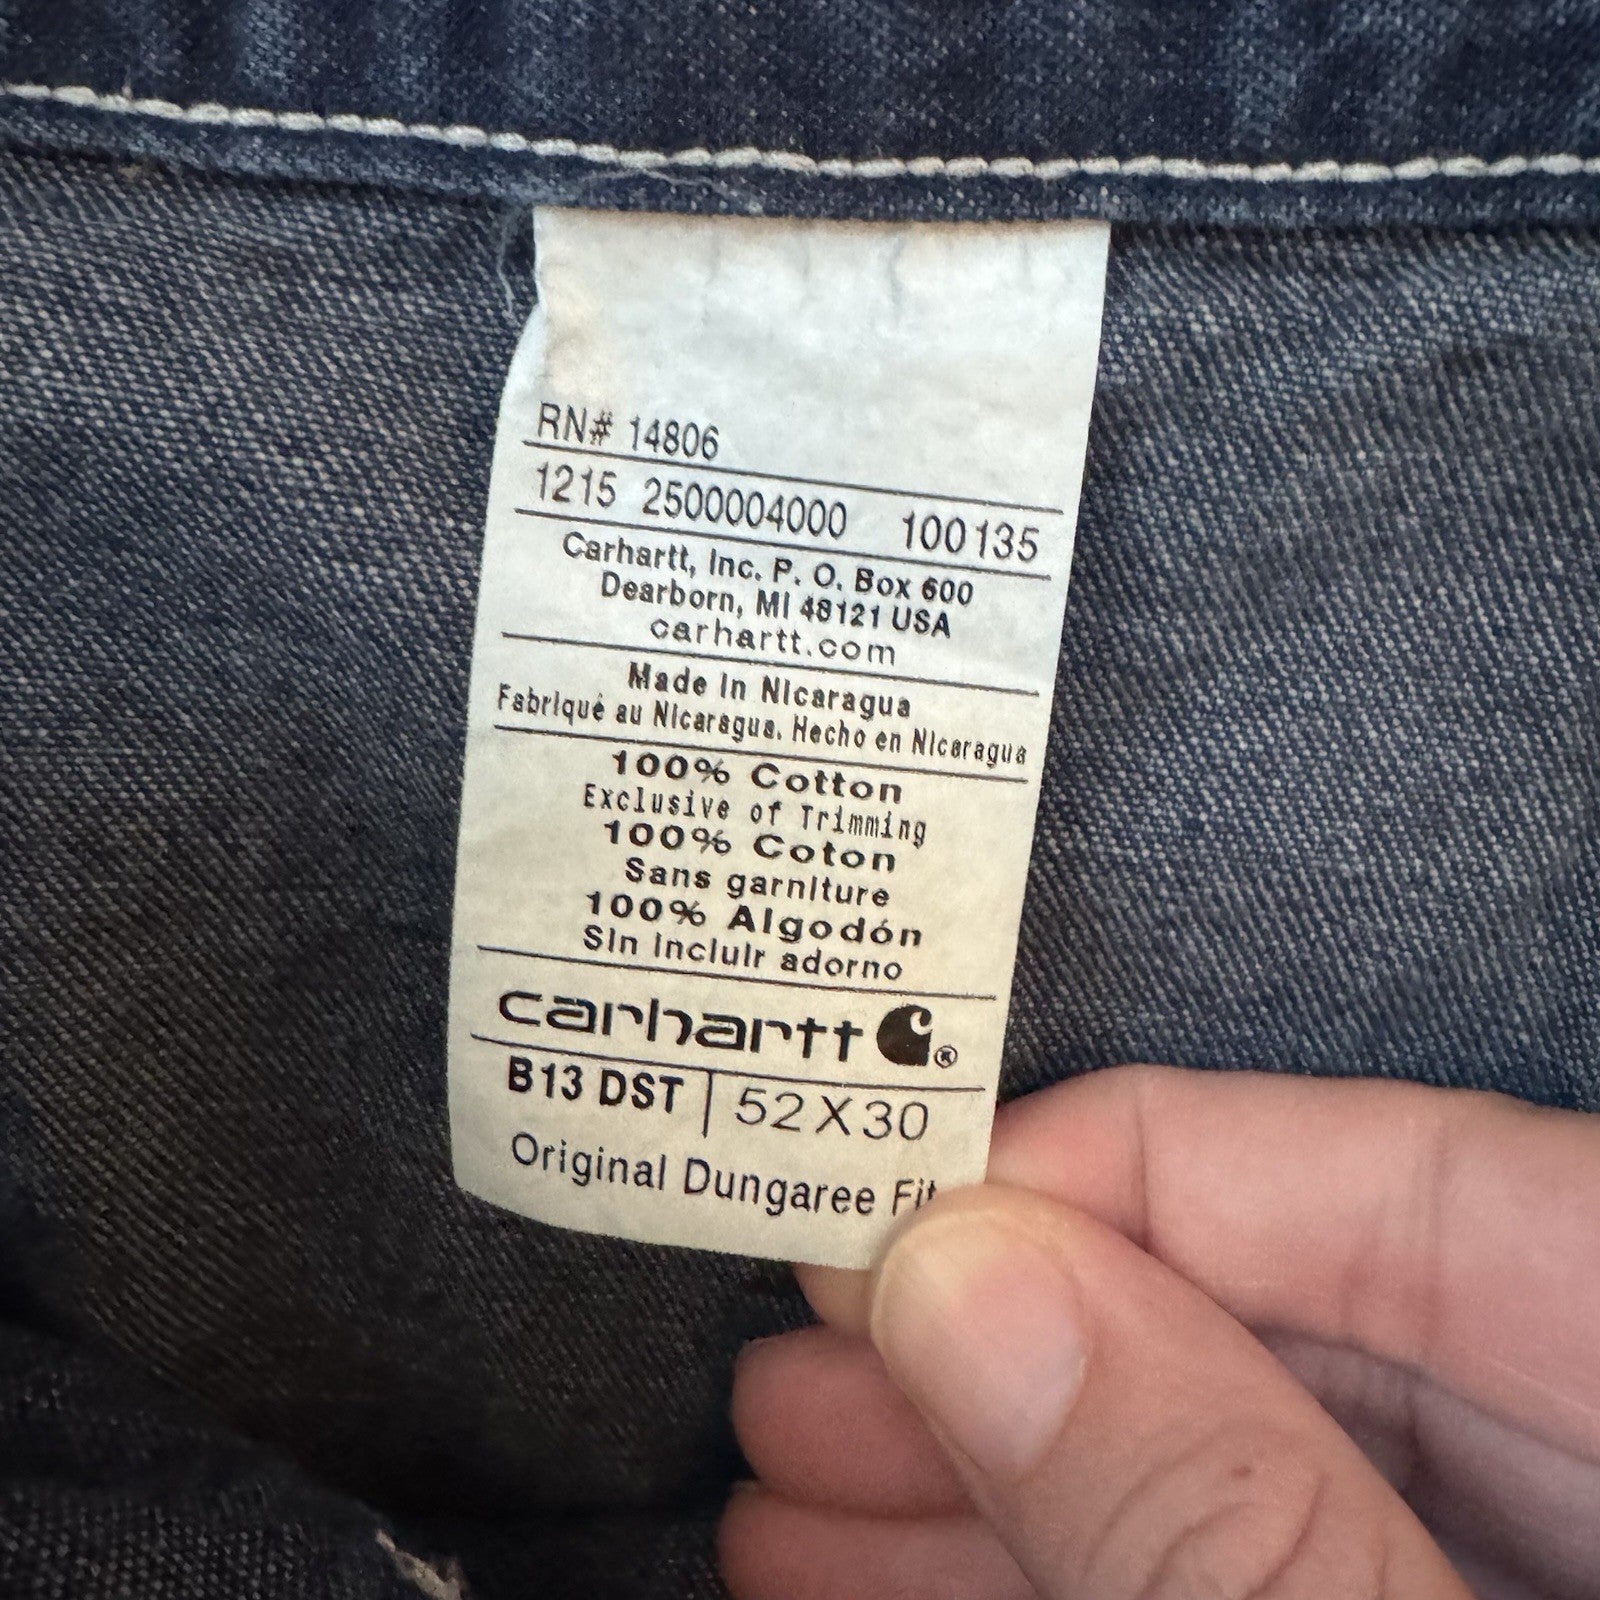 RN# 14806
1215 2500004000 100135
Carhartt, Inc. P. O. Box 600
Dearborn, MI 48121 USA
carhartt.com
Made in Nicaragua
Fabriqué au Nicaragua. Hecho en Nicaragua
100% Cotton
Exclusive of Trimming
100% Coton
Sans garniture
100% Algodón
Sin incluir adorno
carhartt ®
B13 DST | 52X30
Original Dungaree Fit